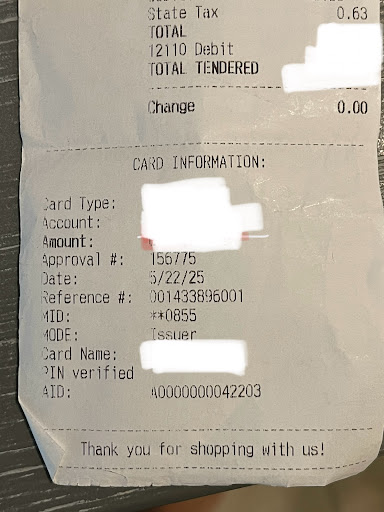 State Tax 0.63
TOTAL
12110 Debit
TOTAL TENDERED
Change 0.00
CARD INFORMATION:
Card Type:
Account:
Amount:
Approval #: 156775
Date: 5/22/25
Reference #: 001433896001
MID: **0855
MODE: Issuer
Card Name:
PIN verified
AID: A0000000042203
Thank you for shopping with us!